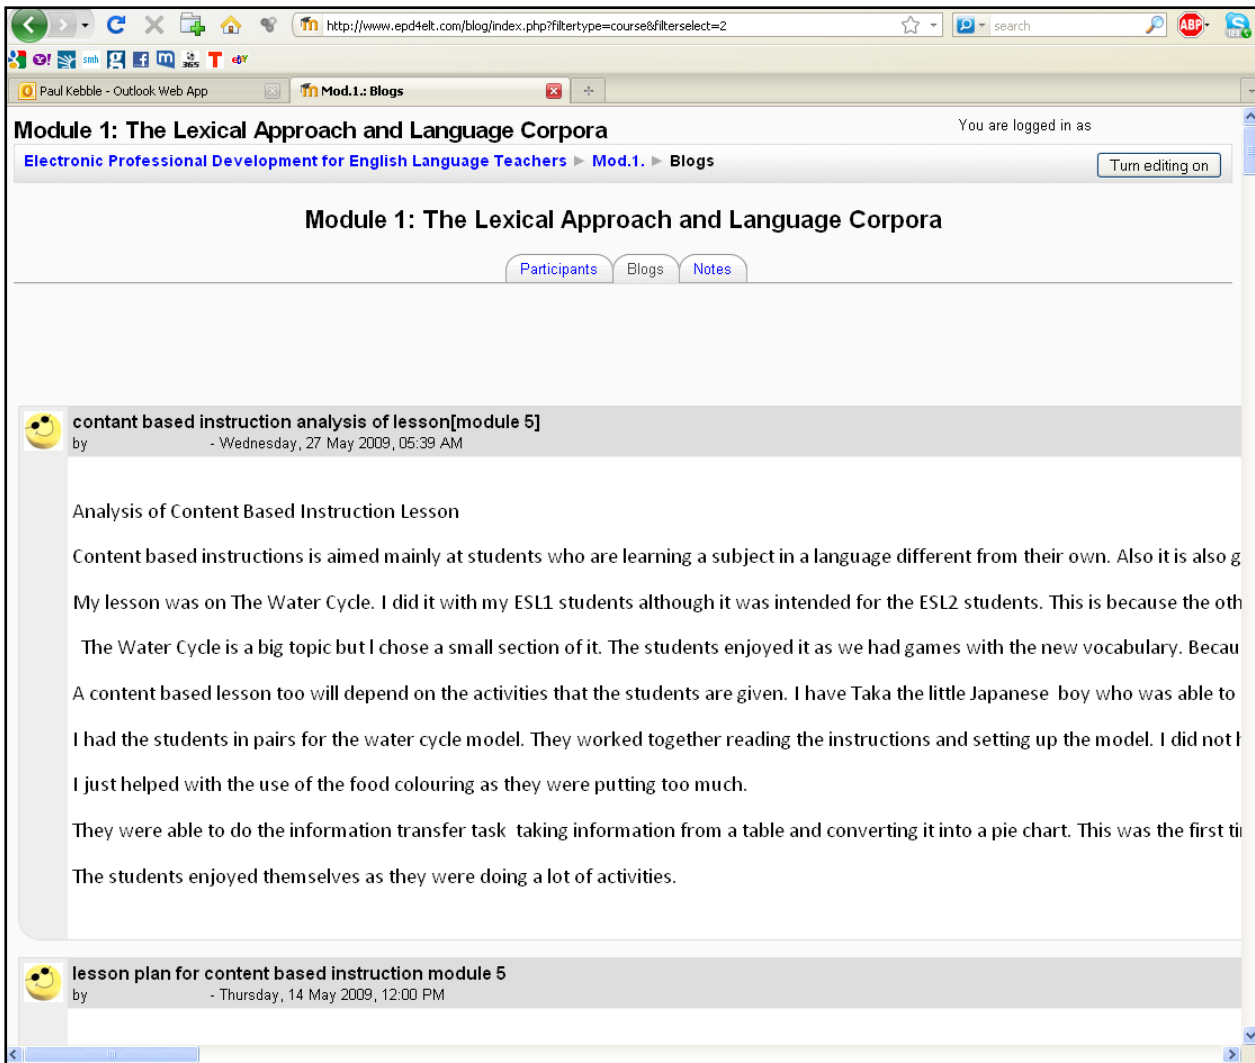 http://www.epd4elt.com/blog/index.php?filtertype=course&filterselect=2
search
ABP
smh
365
T
ebY
Paul Kebble - Outlook Web App
Mod.1.: Blogs
Module 1: The Lexical Approach and Language Corpora
You are logged in as
Electronic Professional Development for English Language Teachers ► Mod.1. ► Blogs
Turn editing on
Module 1: The Lexical Approach and Language Corpora
Participants
Blogs
Notes
contant based instruction analysis of lesson[module 5]
by - Wednesday, 27 May 2009, 05:39 AM
Analysis of Content Based Instruction Lesson
Content based instructions is aimed mainly at students who are learning a subject in a language different from their own. Also it is also g
My lesson was on The Water Cycle. I did it with my ESL1 students although it was intended for the ESL2 students. This is because the oth
The Water Cycle is a big topic but I chose a small section of it. The students enjoyed it as we had games with the new vocabulary. Becau
A content based lesson too will depend on the activities that the students are given. I have Taka the little Japanese boy who was able to
I had the students in pairs for the water cycle model. They worked together reading the instructions and setting up the model. I did not h
I just helped with the use of the food colouring as they were putting too much.
They were able to do the information transfer task taking information from a table and converting it into a pie chart. This was the first ti
The students enjoyed themselves as they were doing a lot of activities.
lesson plan for content based instruction module 5
by - Thursday, 14 May 2009, 12:00 PM